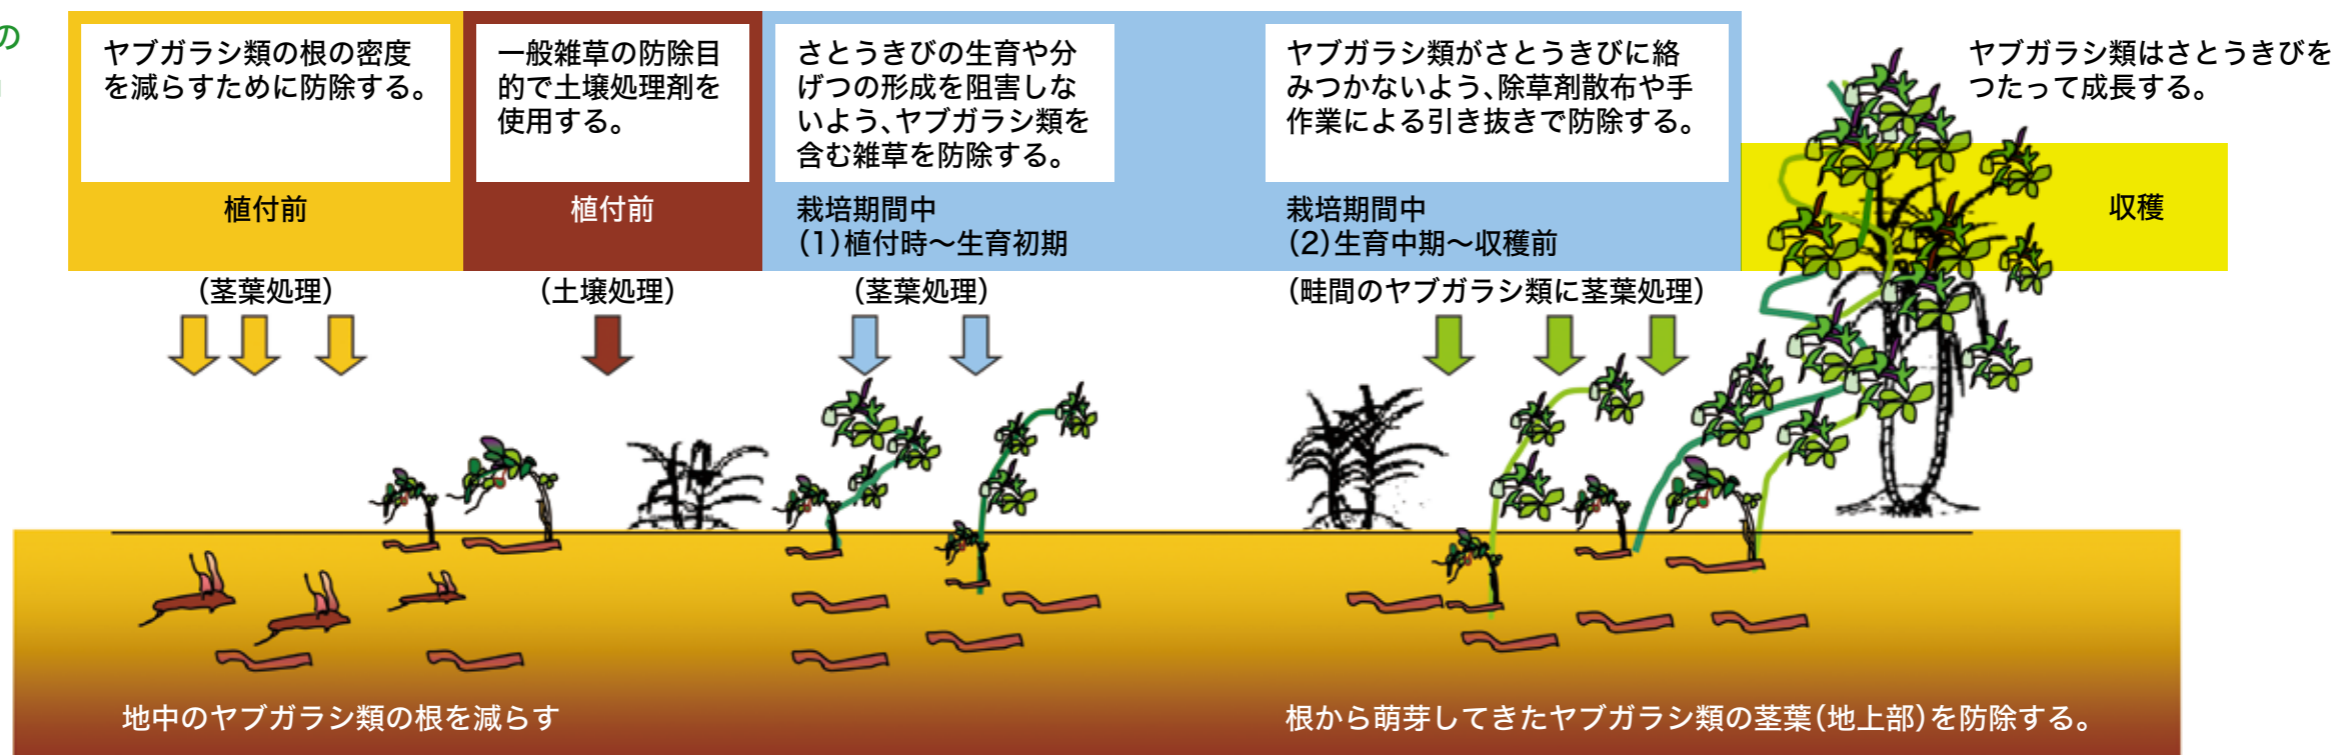 の
ヤブガラシ類の根の密度
を減らすために防除する。
植付前
(茎葉処理)
一般雑草の防除目
的で土壌処理剤を
使用する。
植付前
(土壌処理)
さとうきびの生育や分
げつの形成を阻害しな
いよう、ヤブガラシ類を
含む雑草を防除する。
栽培期間中
(1)植付時〜生育初期
(茎葉処理)
ヤブガラシ類がさとうきびに絡
みつかないよう、除草剤散布や手
作業による引き抜きで防除する。
栽培期間中
(2)生育中期〜収穫前
(畦間のヤブガラシ類に茎葉処理)
ヤブガラシ類はさとうきびを
つたって成長する。
収穫
地中のヤブガラシ類の根を減らす
根から萌芽してきたヤブガラシ類の茎葉(地上部)を防除する。